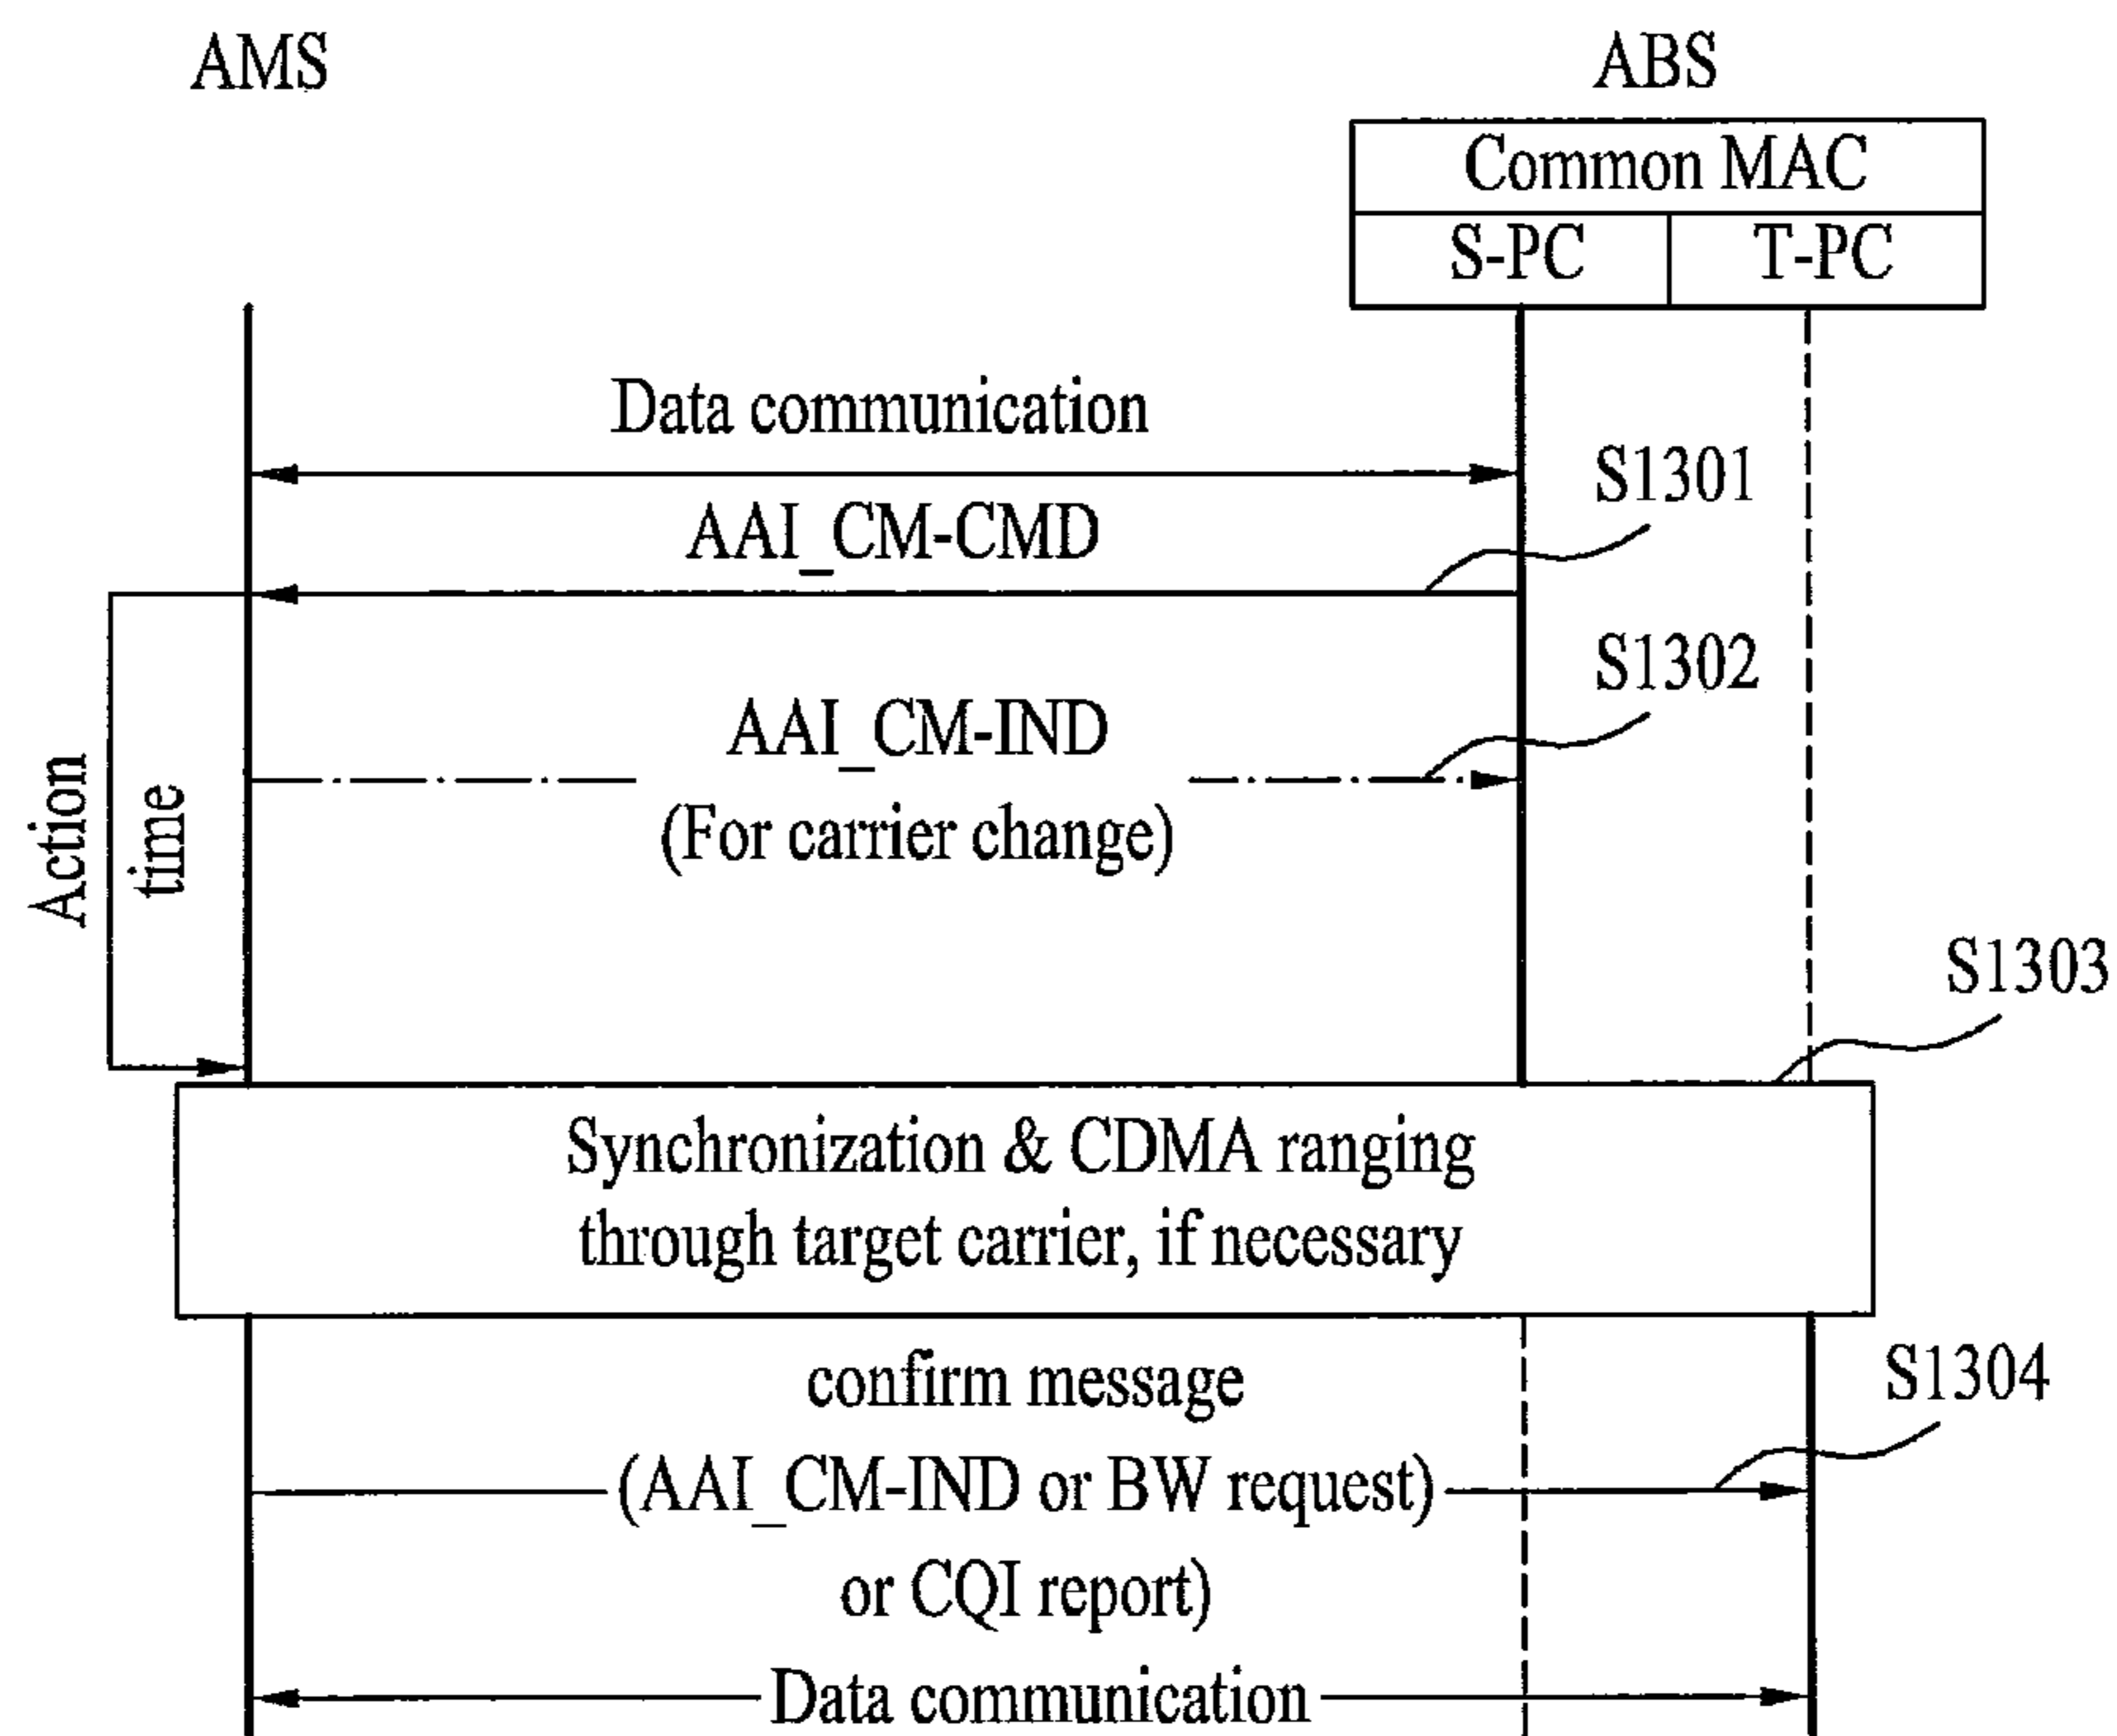 AMS
ABS
Common MAC
S-PC
T-PC
Data communication
S1301
AAI_CM-CMD
S1302
AAI_CM-IND
(For carrier change)
Action
time
S1303
Synchronization & CDMA ranging
through target carrier, if necessary
confirm message
S1304
(AAI_CM-IND or BW request)
or CQI report)
Data communication